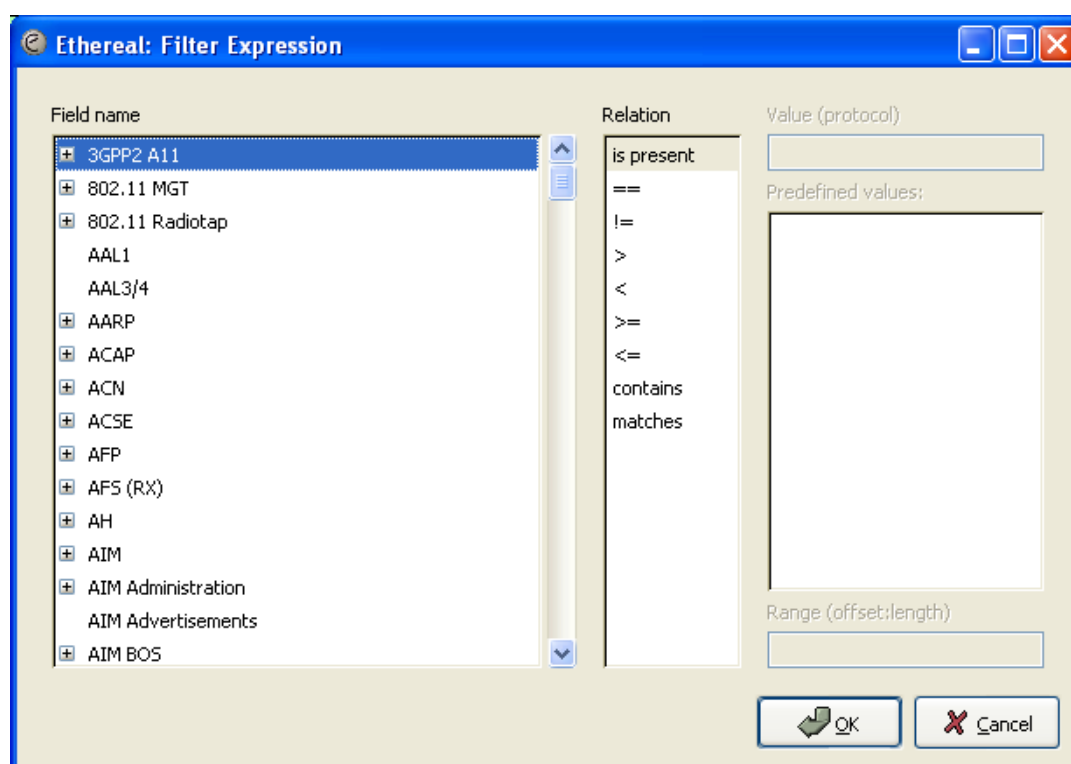 Ethereal: Filter Expression
Field name
3GPP2 A11
802.11 MGT
802.11 Radiotap
AAL1
AAL3/4
AARP
ACAP
ACN
ACSE
AFP
AFS (RX)
AH
AIM
AIM Administration
AIM Advertisements
AIM BOS
Relation
is present
==
!=
>
<
>=
<=
contains
matches
Value (protocol)
Predefined values:
Range (offset:length)
OK
Cancel